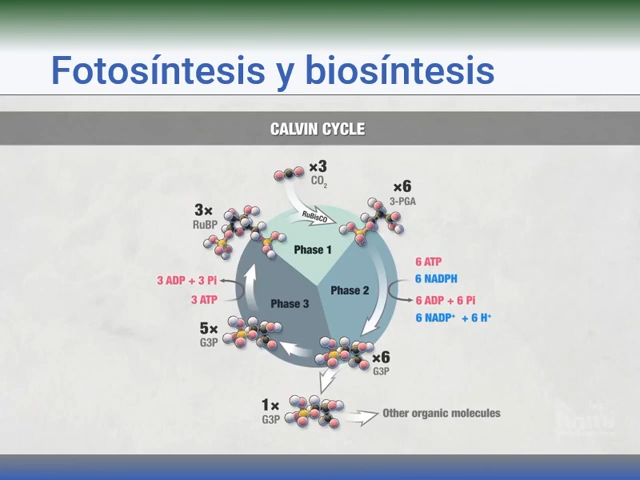 Fotosíntesis y biosíntesis
CALVIN CYCLE
×3
CO₂
×6
3-PGA
3×
RuBP
RuBisCO
Phase 1
6 ATP
6 NADPH
3 ADP + 3 Pi
3 ATP
Phase 2
Phase 3
6 ADP + 6 Pi
6 NADP⁺ + 6 H⁺
5×
G3P
×6
G3P
1×
G3P
Other organic molecules